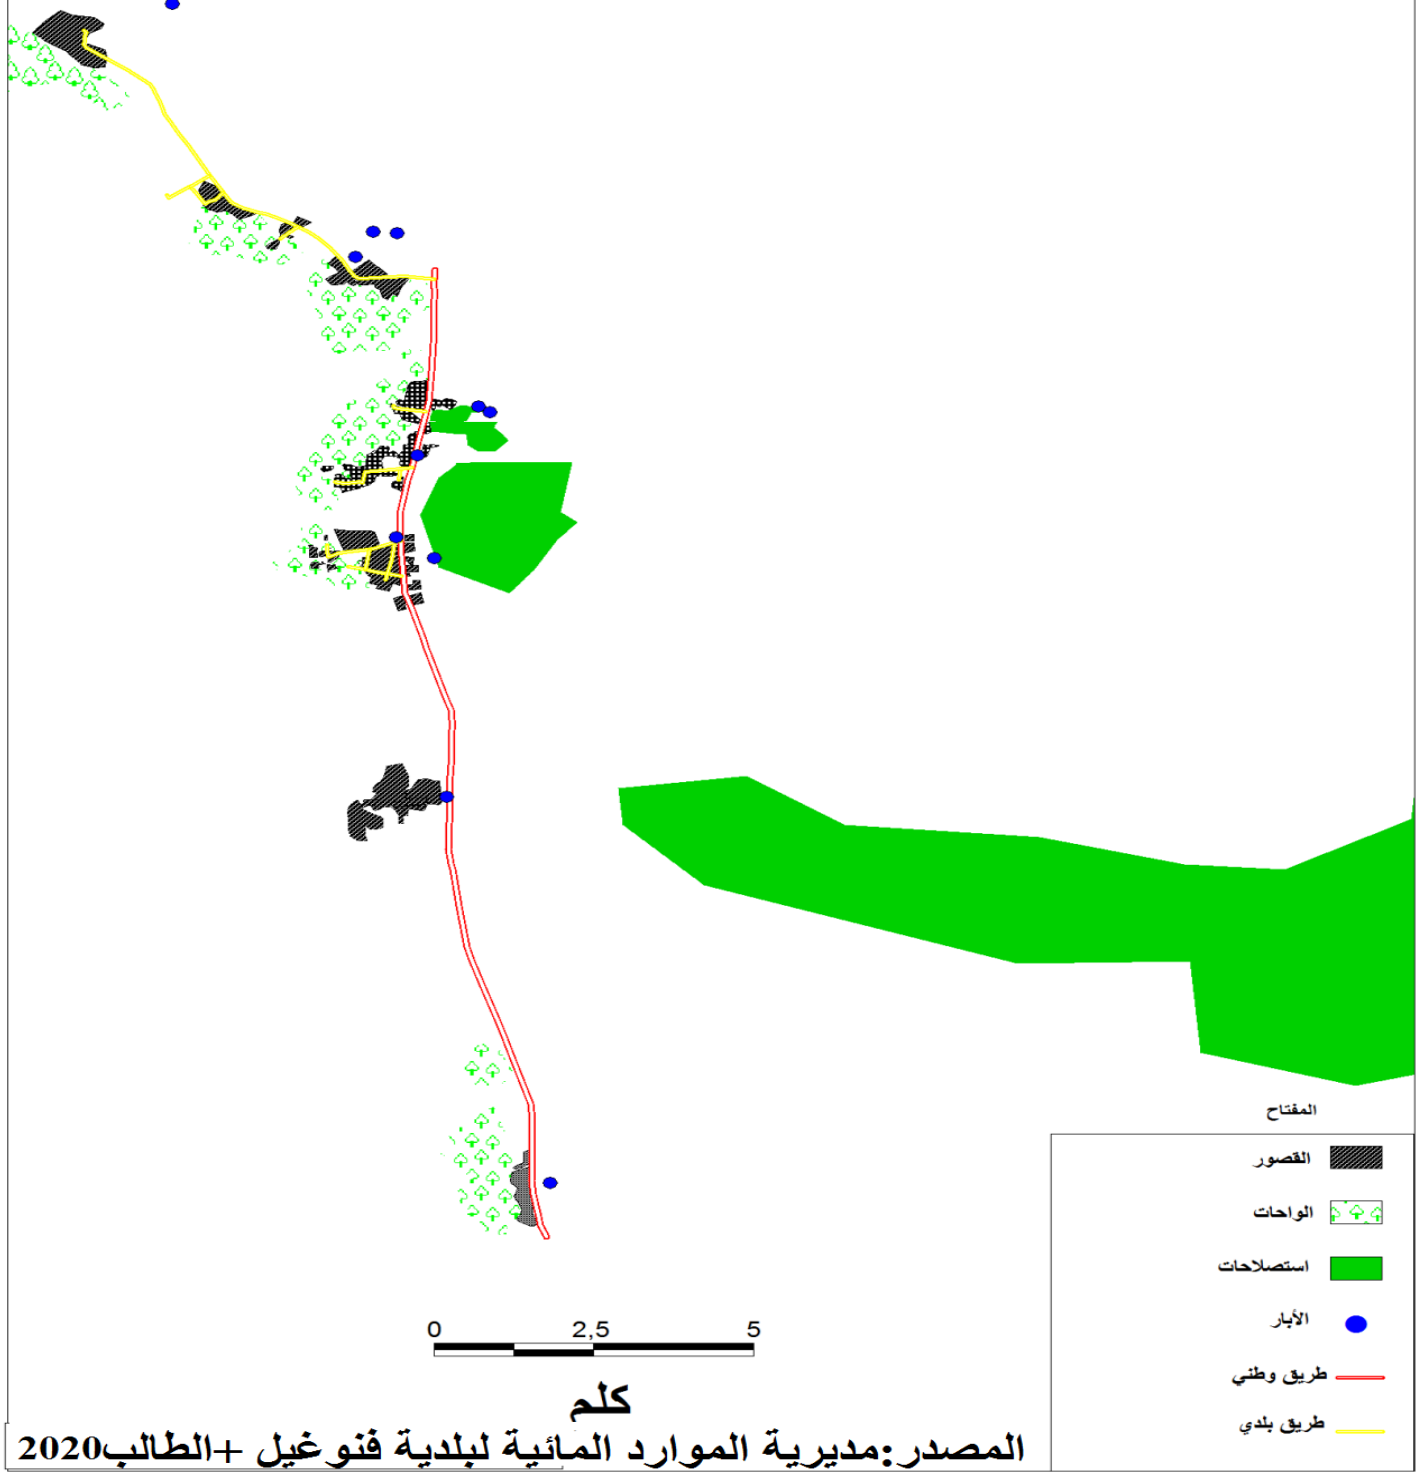 المفتاح
القصور
الواحات
استصلاحات
الأبار
طريق وطني
طريق بلدي
0 2,5 5
كلم
المصدر:مديرية الموارد المائية لبلدية فنوغيل +الطالب2020